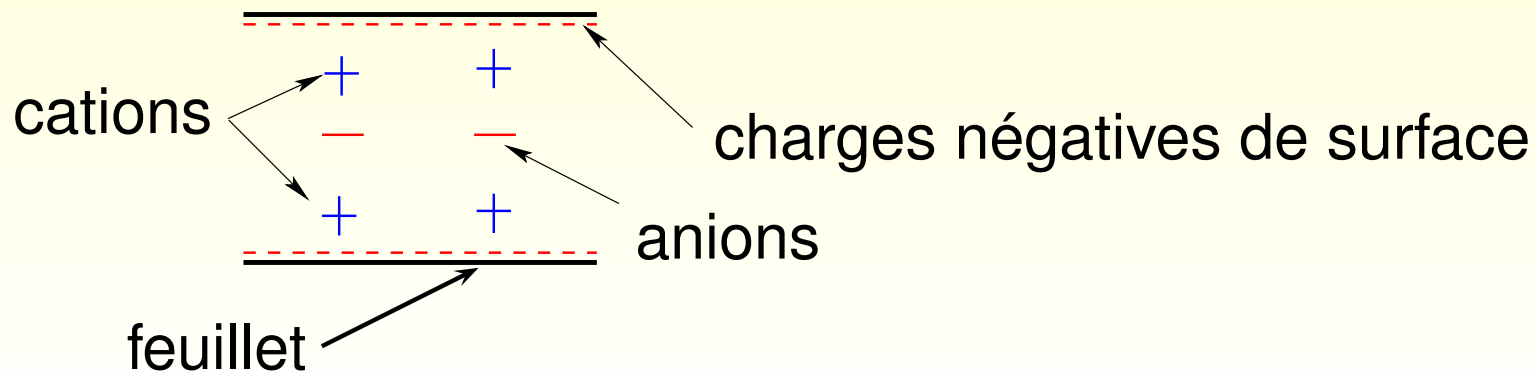 cations
charges négatives de surface
anions
feuillet